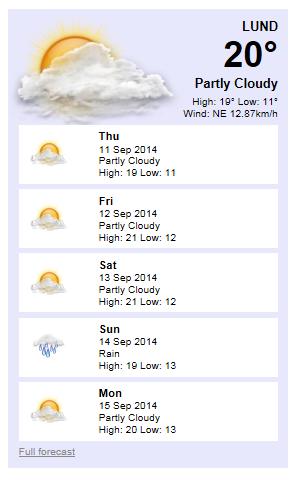 LUND
20°
Partly Cloudy
High: 19° Low: 11°
Wind: NE 12.87km/h
Thu
11 Sep 2014
Partly Cloudy
High: 19 Low: 11
Fri
12 Sep 2014
Partly Cloudy
High: 21 Low: 12
Sat
13 Sep 2014
Partly Cloudy
High: 21 Low: 12
Sun
14 Sep 2014
Rain
High: 19 Low: 13
Mon
15 Sep 2014
Partly Cloudy
High: 20 Low: 13
Full forecast